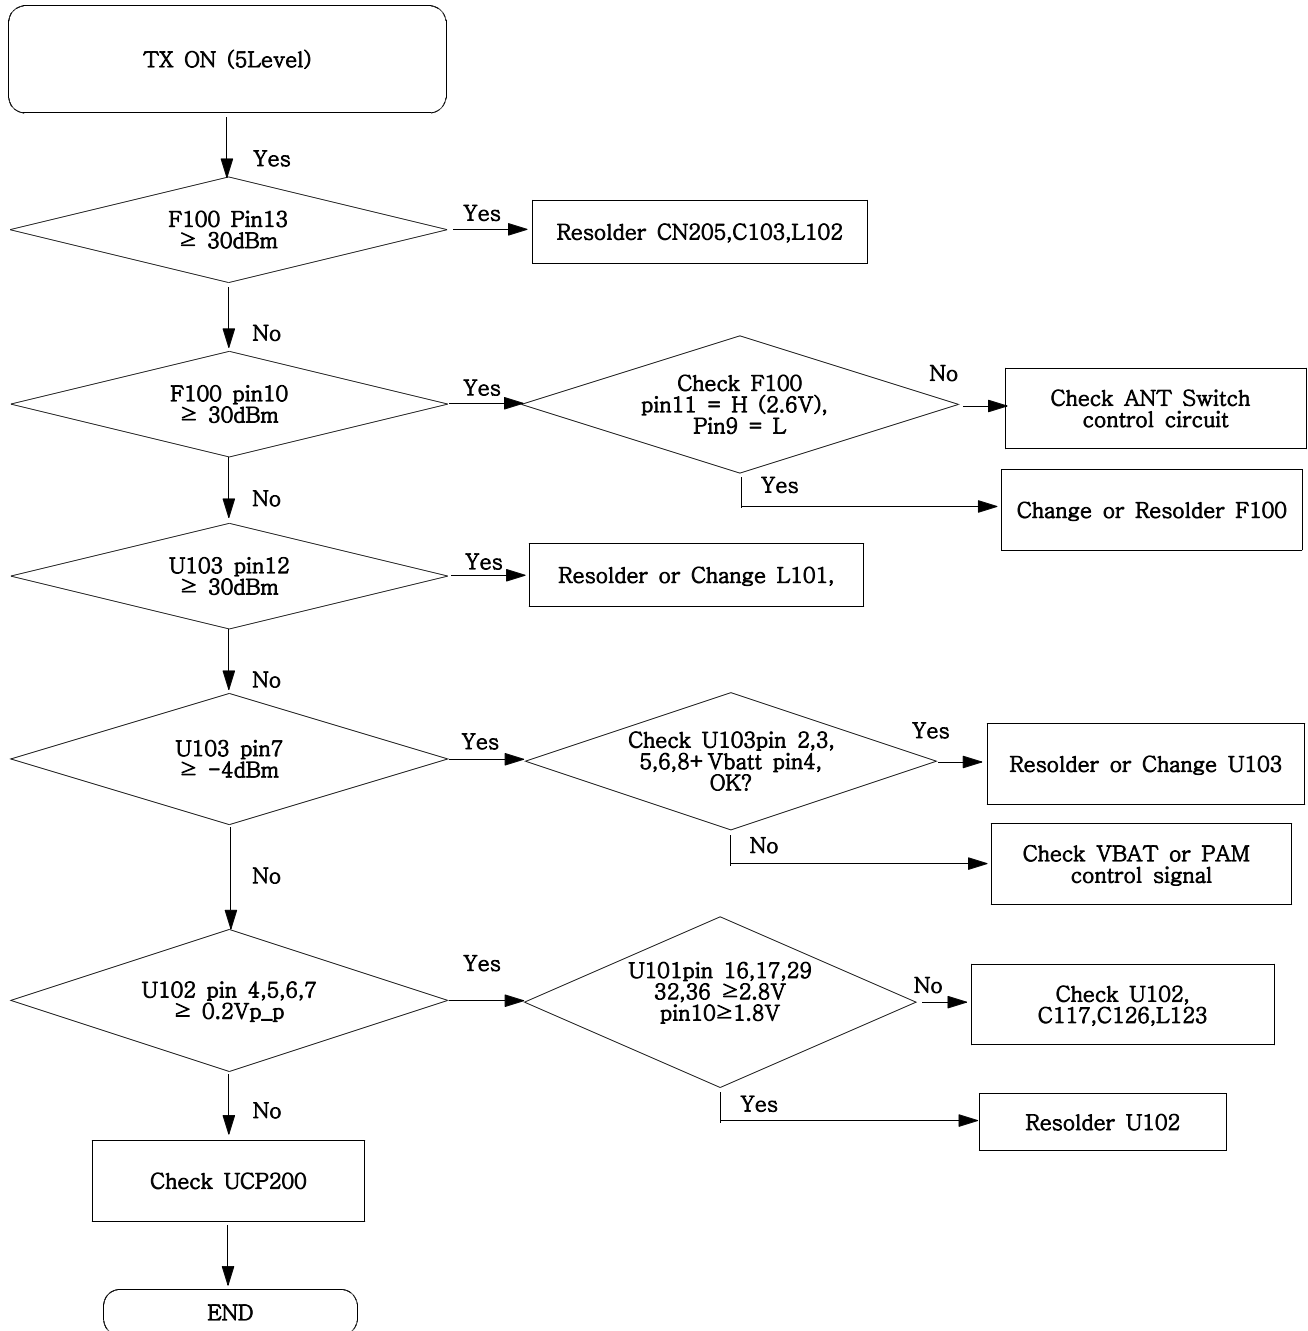 TX ON (5Level)
Yes
F100 Pin13
≥ 30dBm
Yes
Resolder CN205,C103,L102
No
F100 pin10
≥ 30dBm
Yes
Check F100
pin11 = H (2.6V),
Pin9 = L
No
Check ANT Switch
control circuit
Yes
Change or Resolder F100
No
U103 pin12
≥ 30dBm
Yes
Resolder or Change L101,
No
U103 pin7
≥ -4dBm
Yes
Check U103pin 2,3,
5,6,8+ Vbatt pin4,
OK?
Yes
Resolder or Change U103
No
Check VBAT or PAM
control signal
No
U102 pin 4,5,6,7
≥ 0.2Vp_p
Yes
U101pin 16,17,29
32,36 ≥2.8V
pin10≥1.8V
No
Check U102,
C117,C126,L123
Yes
Resolder U102
No
Check UCP200
END